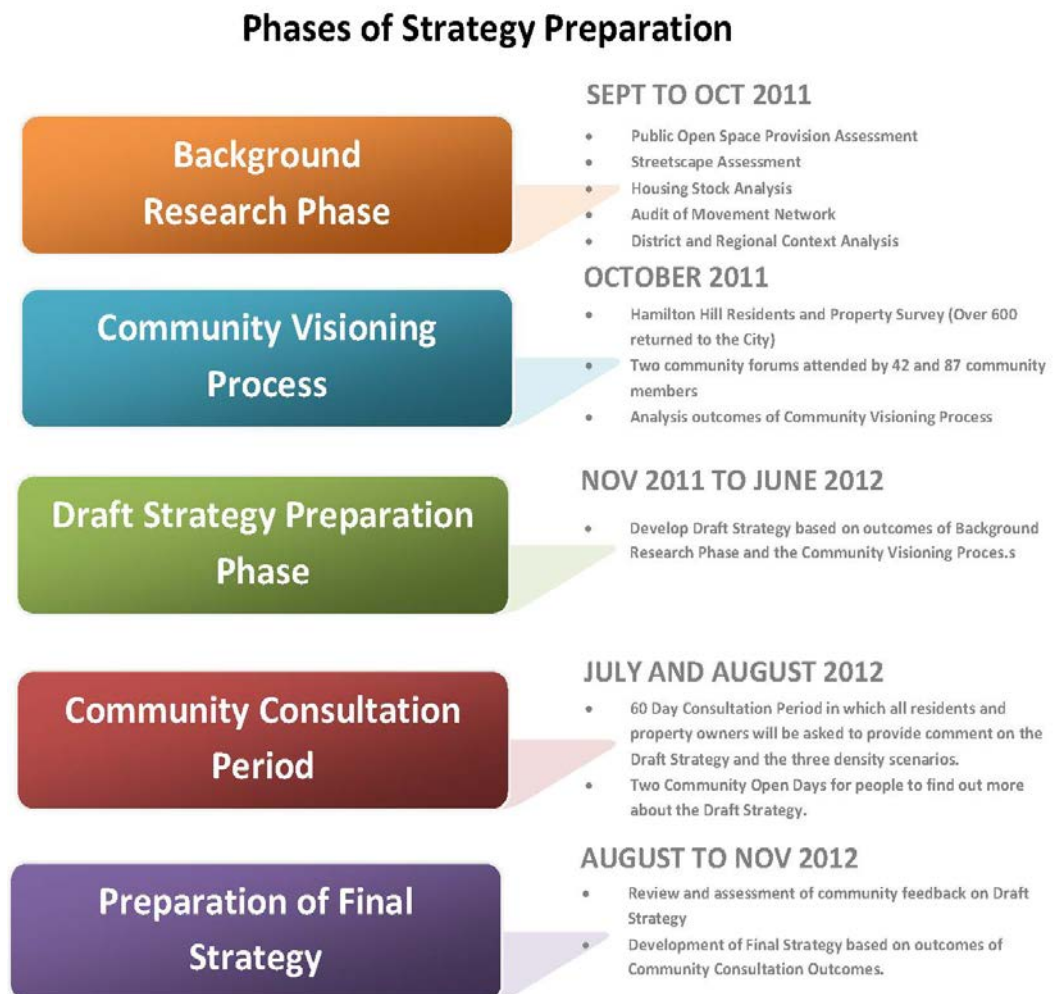 Phases of Strategy Preparation
Background
Research Phase
SEPT TO OCT 2011
• Public Open Space Provision Assessment
• Streetscape Assessment
• Housing Stock Analysis
• Audit of Movement Network
• District and Regional Context Analysis
Community Visioning
Process
OCTOBER 2011
• Hamilton Hill Residents and Property Survey (Over 600
returned to the City)
• Two community forums attended by 42 and 87 community
members
• Analysis outcomes of Community Visioning Process
Draft Strategy Preparation
Phase
NOV 2011 TO JUNE 2012
• Develop Draft Strategy based on outcomes of Background
Research Phase and the Community Visioning Proces.s
Community Consultation
Period
JULY AND AUGUST 2012
• 60 Day Consultation Period in which all residents and
property owners will be asked to provide comment on the
Draft Strategy and the three density scenarios.
• Two Community Open Days for people to find out more
about the Draft Strategy.
Preparation of Final
Strategy
AUGUST TO NOV 2012
• Review and assessment of community feedback on Draft
Strategy
• Development of Final Strategy based on outcomes of
Community Consultation Outcomes.